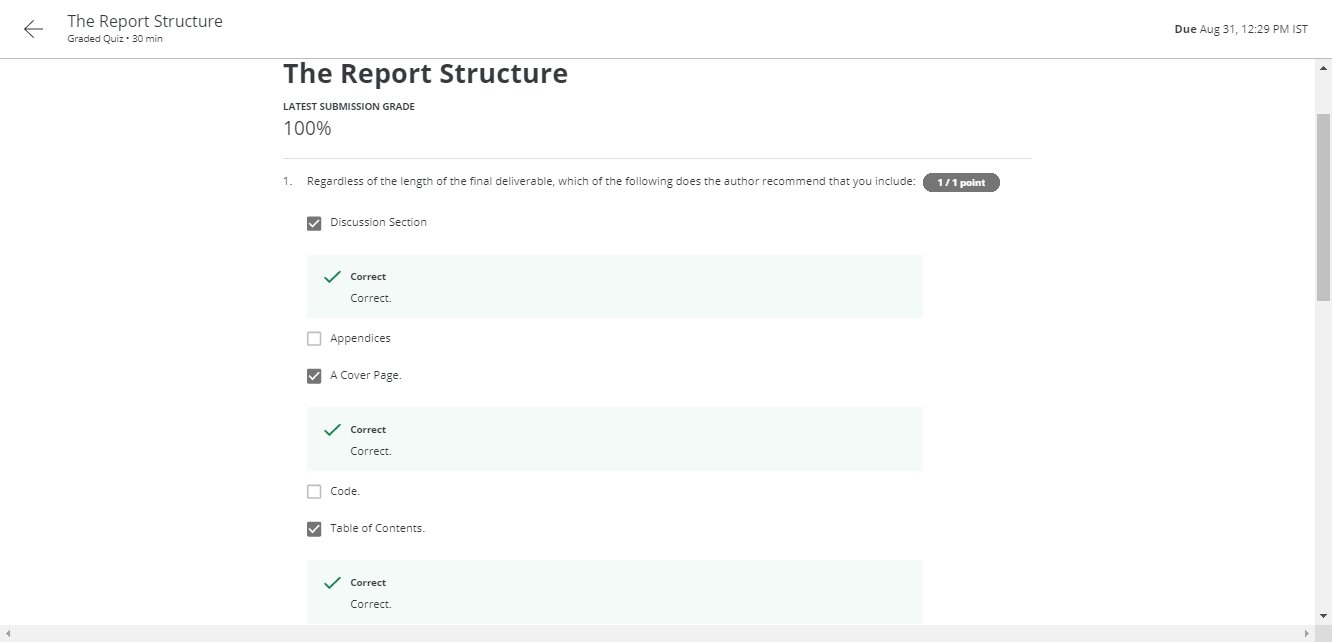 The Report Structure
Graded Quiz • 30 min
Due Aug 31, 12:29 PM IST
The Report Structure
LATEST SUBMISSION GRADE
100%
1. Regardless of the length of the final deliverable, which of the following does the author recommend that you include: 1 / 1 point
Discussion Section
Correct
Correct.
Appendices
A Cover Page.
Correct
Correct.
Code.
Table of Contents.
Correct
Correct.